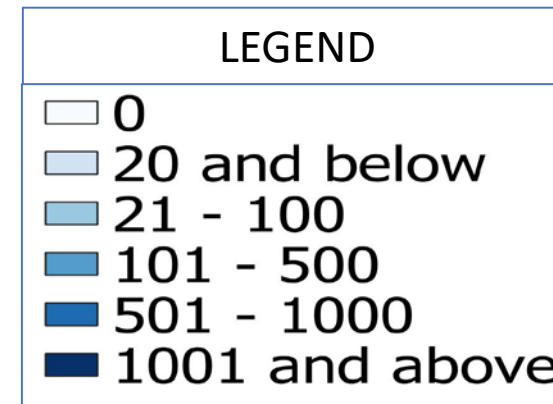 LEGEND
0
20 and below
21 - 100
101 - 500
501 - 1000
1001 and above